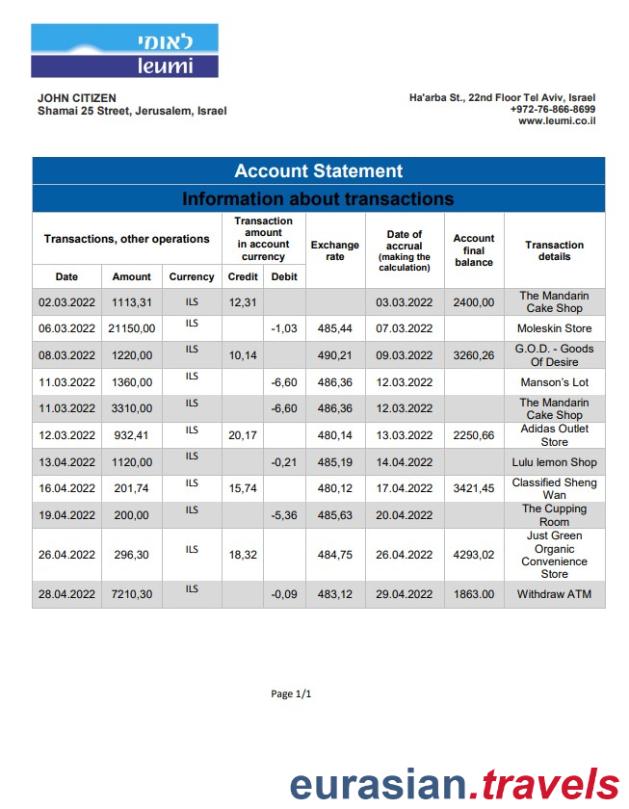 לאומי
leumi
JOHN CITIZEN
Shamai 25 Street, Jerusalem, Israel
Ha'arba St., 22nd Floor Tel Aviv, Israel
+972-76-866-8699
www.leumi.co.il
Account Statement
Information about transactions
Transactions, other operations
Transaction
amount
in account
currency
Exchange
rate
Date of
accrual
(making the
calculation)
Account
final
balance
Transaction
details
Date Amount Currency Credit Debit
02.03.2022 1113,31 ILS 12,31 03.03.2022 2400,00 The Mandarin
Cake Shop
06.03.2022 21150,00 ILS -1,03 485,44 07.03.2022 Moleskin Store
08.03.2022 1220,00 ILS 10,14 490,21 09.03.2022 3260,26 G.O.D. - Goods
Of Desire
11.03.2022 1360,00 ILS -6,60 486,36 12.03.2022 Manson's Lot
11.03.2022 3310,00 ILS -6,60 486,36 12.03.2022 The Mandarin
Cake Shop
12.03.2022 932,41 ILS 20,17 480,14 13.03.2022 2250,66 Adidas Outlet
Store
13.04.2022 1120,00 ILS -0,21 485,19 14.04.2022 Lulu lemon Shop
16.04.2022 201,74 ILS 15,74 480,12 17.04.2022 3421,45 Classified Sheng
Wan
19.04.2022 200,00 ILS -5,36 485,63 20.04.2022 The Cupping
Room
26.04.2022 296,30 ILS 18,32 484,75 26.04.2022 4293,02 Just Green
Organic
Convenience
Store
28.04.2022 7210,30 ILS -0,09 483,12 29.04.2022 1863.00 Withdraw ATM
Page 1/1
eurasian.travels